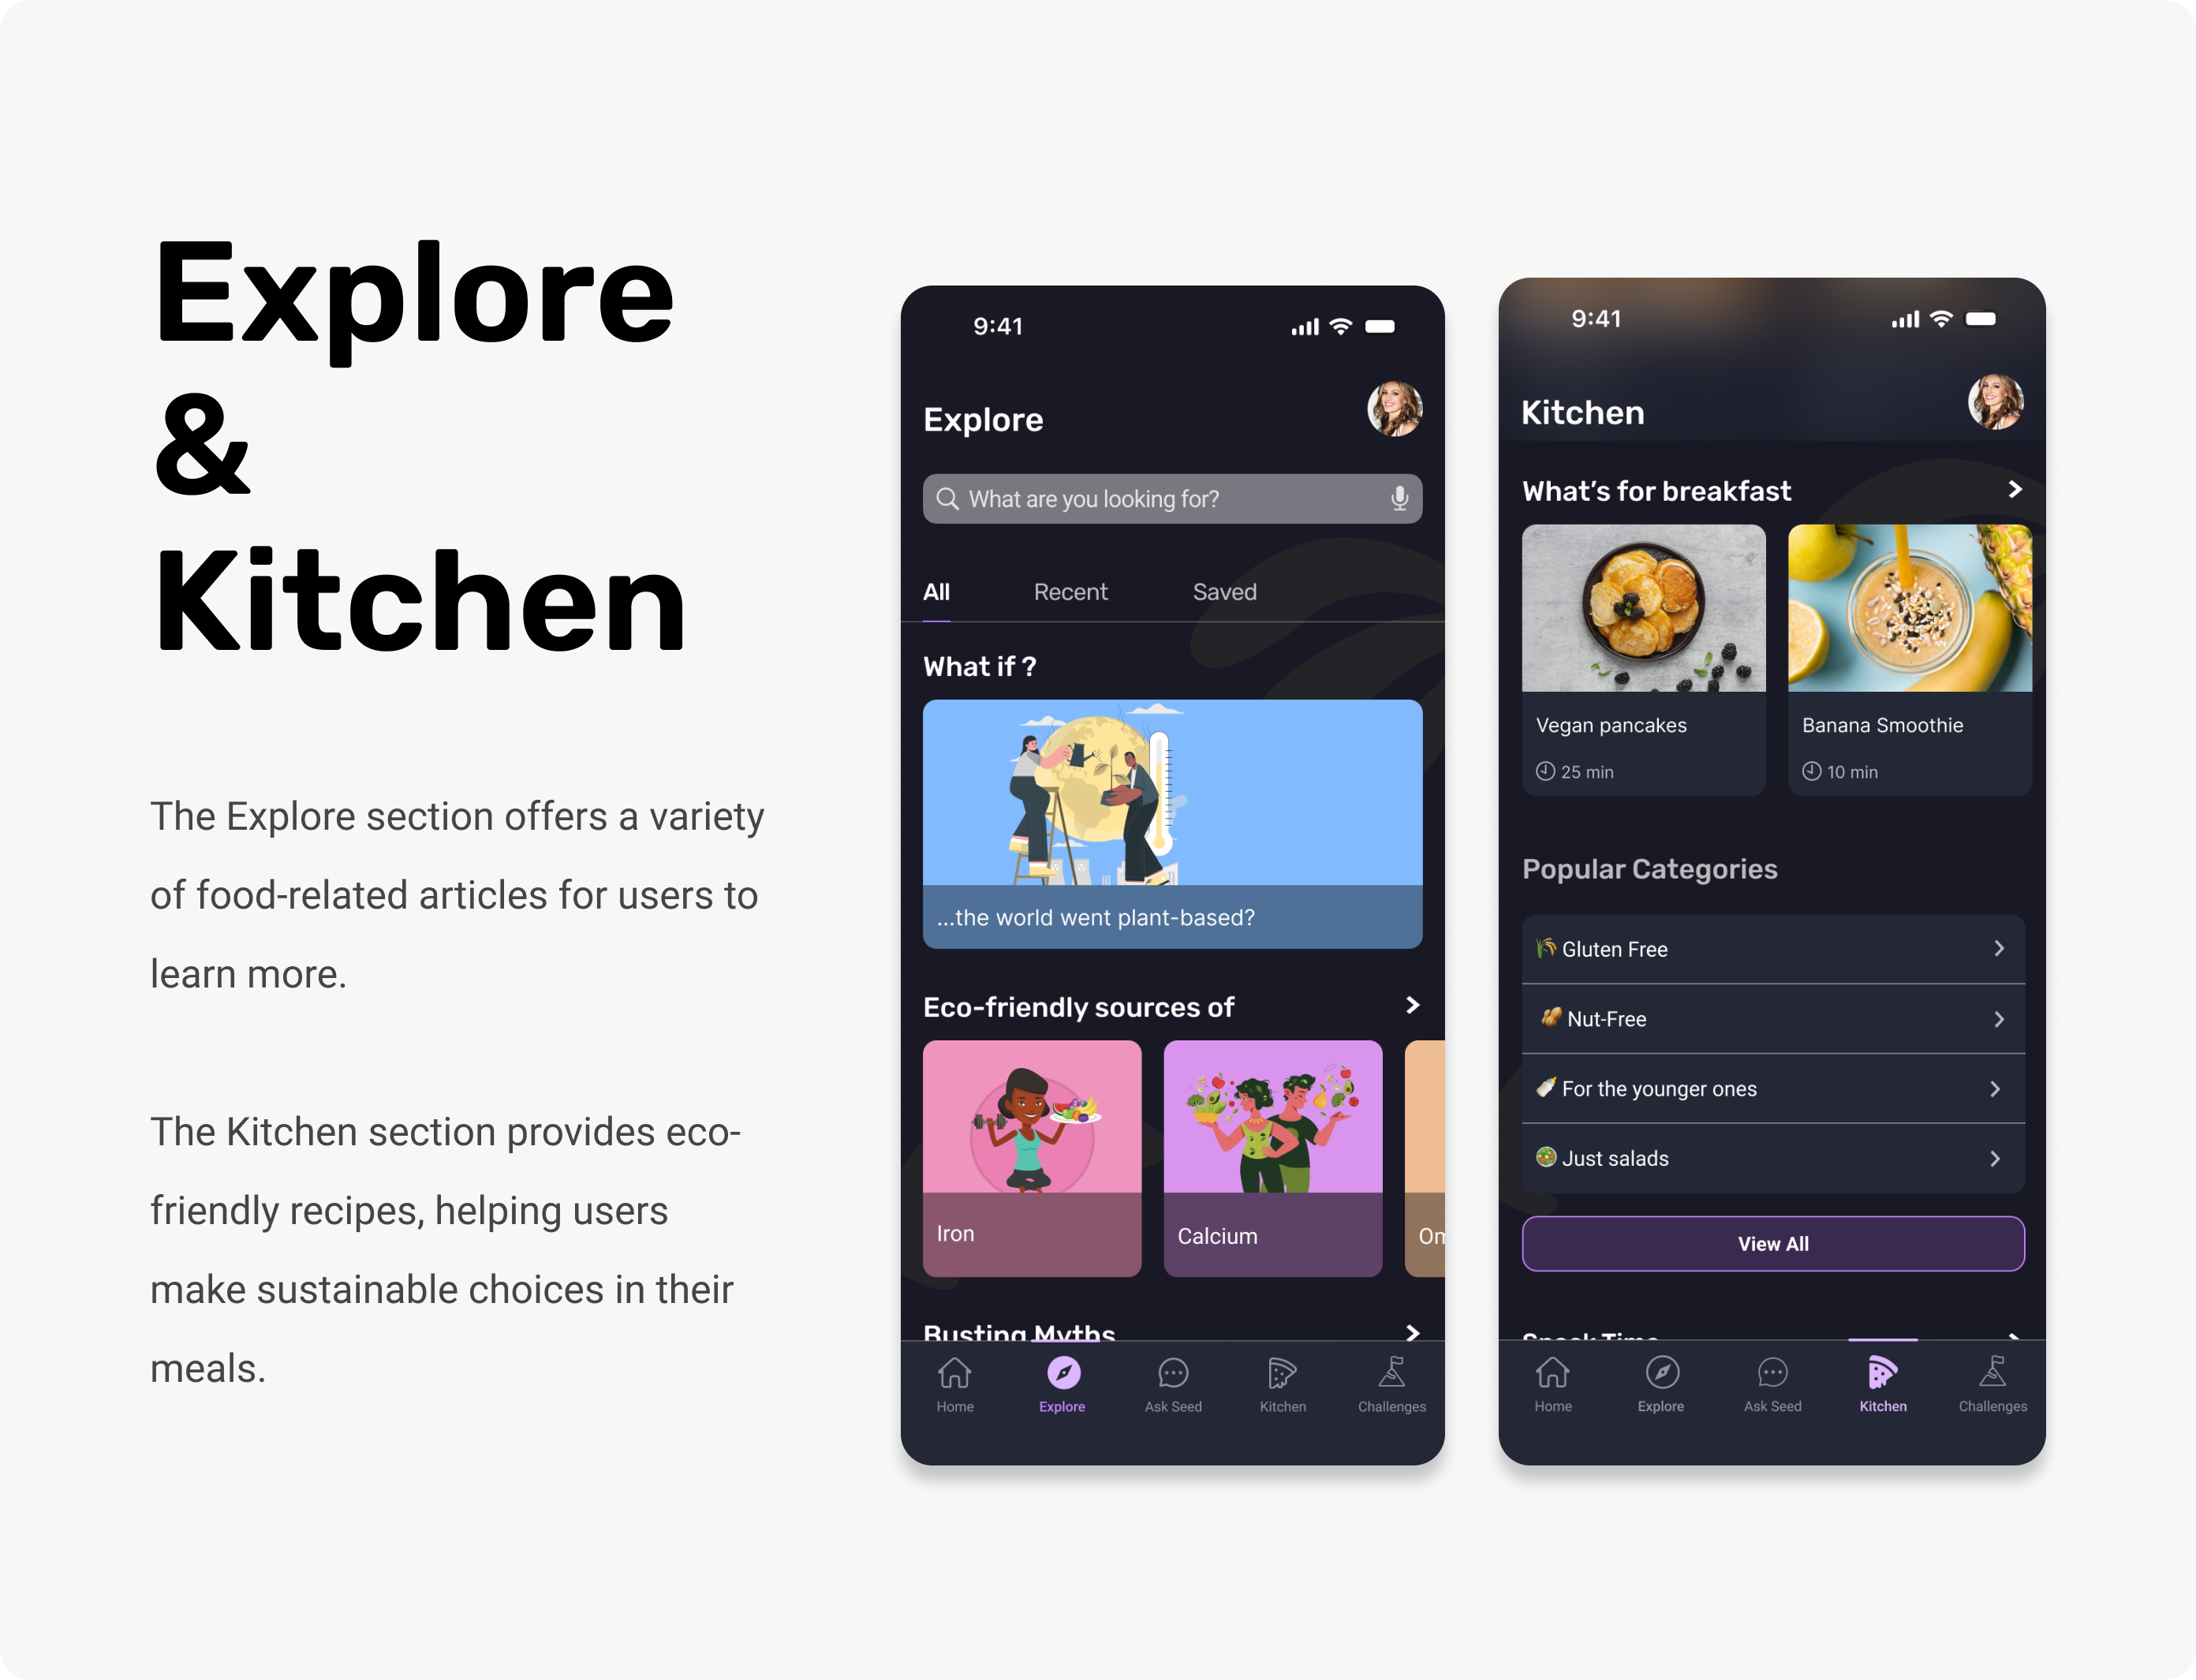 Explore
&
Kitchen
The Explore section offers a variety
of food-related articles for users to
learn more.
The Kitchen section provides eco-
friendly recipes, helping users
make sustainable choices in their
meals.
9:41
Explore
What are you looking for?
All Recent Saved
What if ?
...the world went plant-based?
Eco-friendly sources of
Iron Calcium Om
Busting Myths
Home Explore Ask Seed Kitchen Challenges
9:41
Kitchen
What's for breakfast
Vegan pancakes Banana Smoothie
25 min 10 min
Popular Categories
Gluten Free
Nut-Free
For the younger ones
Just salads
View All
Snack Time
Home Explore Ask Seed Kitchen Challenges